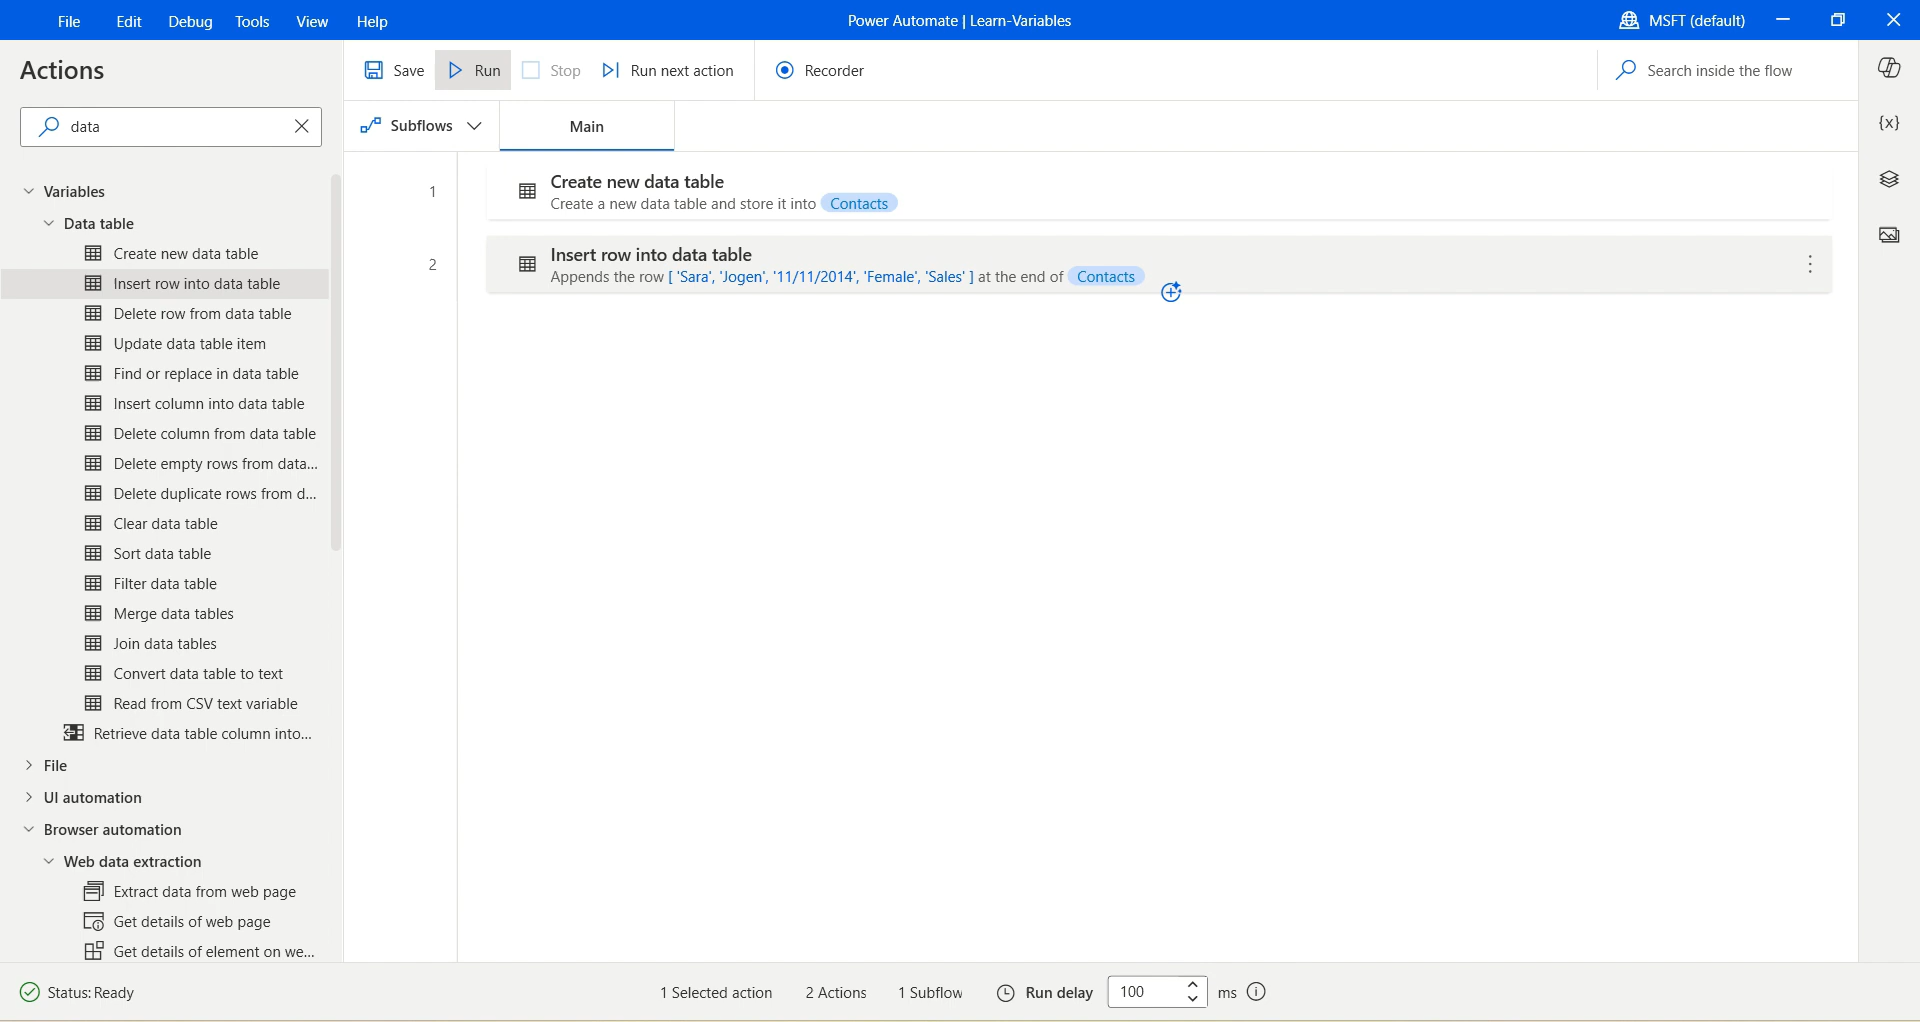 File Edit Debug Tools View Help
Power Automate | Learn-Variables
MSFT (default)
Actions
data
Variables
Data table
Create new data table
Insert row into data table
Delete row from data table
Update data table item
Find or replace in data table
Insert column into data table
Delete column from data table
Delete empty rows from data...
Delete duplicate rows from d...
Clear data table
Sort data table
Filter data table
Merge data tables
Join data tables
Convert data table to text
Read from CSV text variable
Retrieve data table column into...
File
UI automation
Browser automation
Web data extraction
Extract data from web page
Get details of web page
Get details of element on we...
Save Run Stop Run next action Recorder
Search inside the flow
{x}
Subflows Main
1
Create new data table
Create a new data table and store it into Contacts
2
Insert row into data table
Appends the row [ 'Sara', 'Jogen', '11/11/2014', 'Female', 'Sales' ] at the end of Contacts
Status: Ready
1 Selected action 2 Actions 1 Subflow Run delay 100 ms